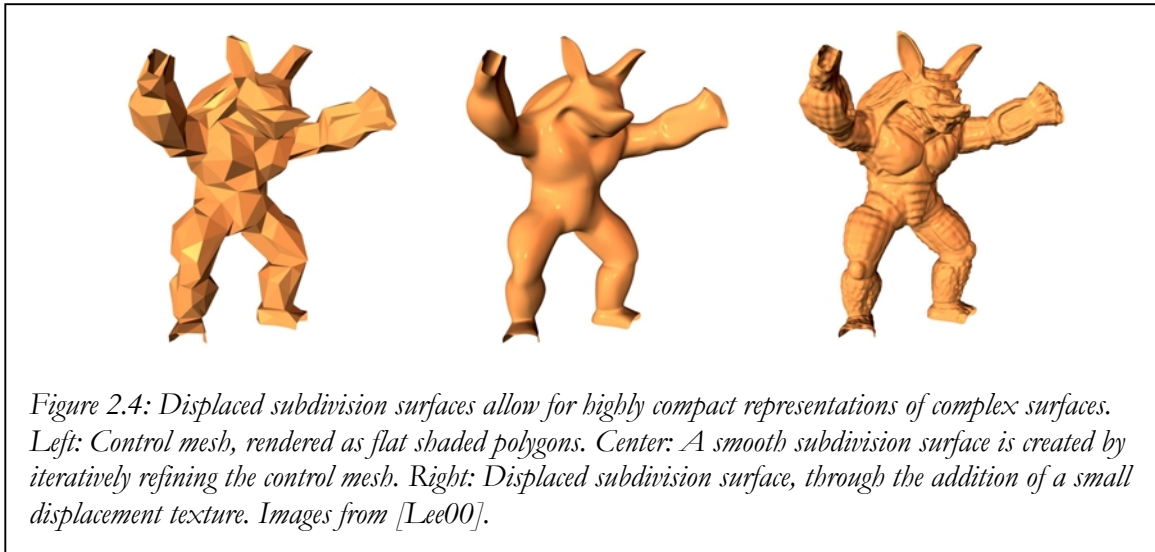 Figure 2.4: Displaced subdivision surfaces allow for highly compact representations of complex surfaces.
Left: Control mesh, rendered as flat shaded polygons. Center: A smooth subdivision surface is created by
iteratively refining the control mesh. Right: Displaced subdivision surface, through the addition of a small
displacement texture. Images from [Lee00].